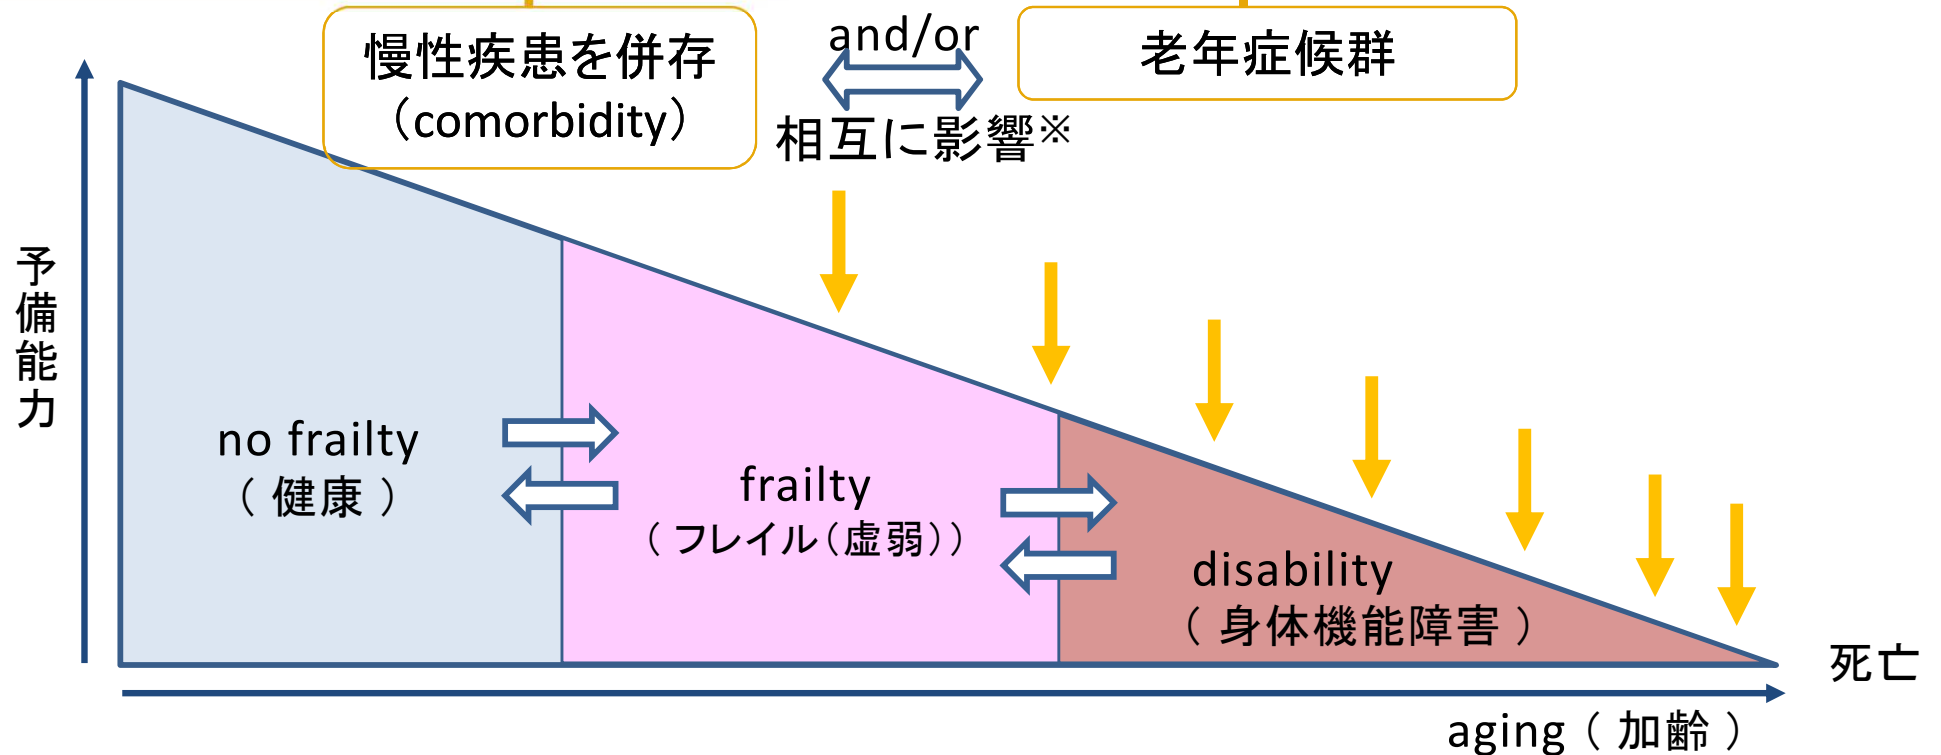 慢性疾患を併存
（comorbidity）
and/or
相互に影響※
老年症候群
予備能力
no frailty
（ 健康 ）
frailty
（ フレイル（虚弱））
disability
（ 身体機能障害 ）
死亡
aging（ 加齢 ）